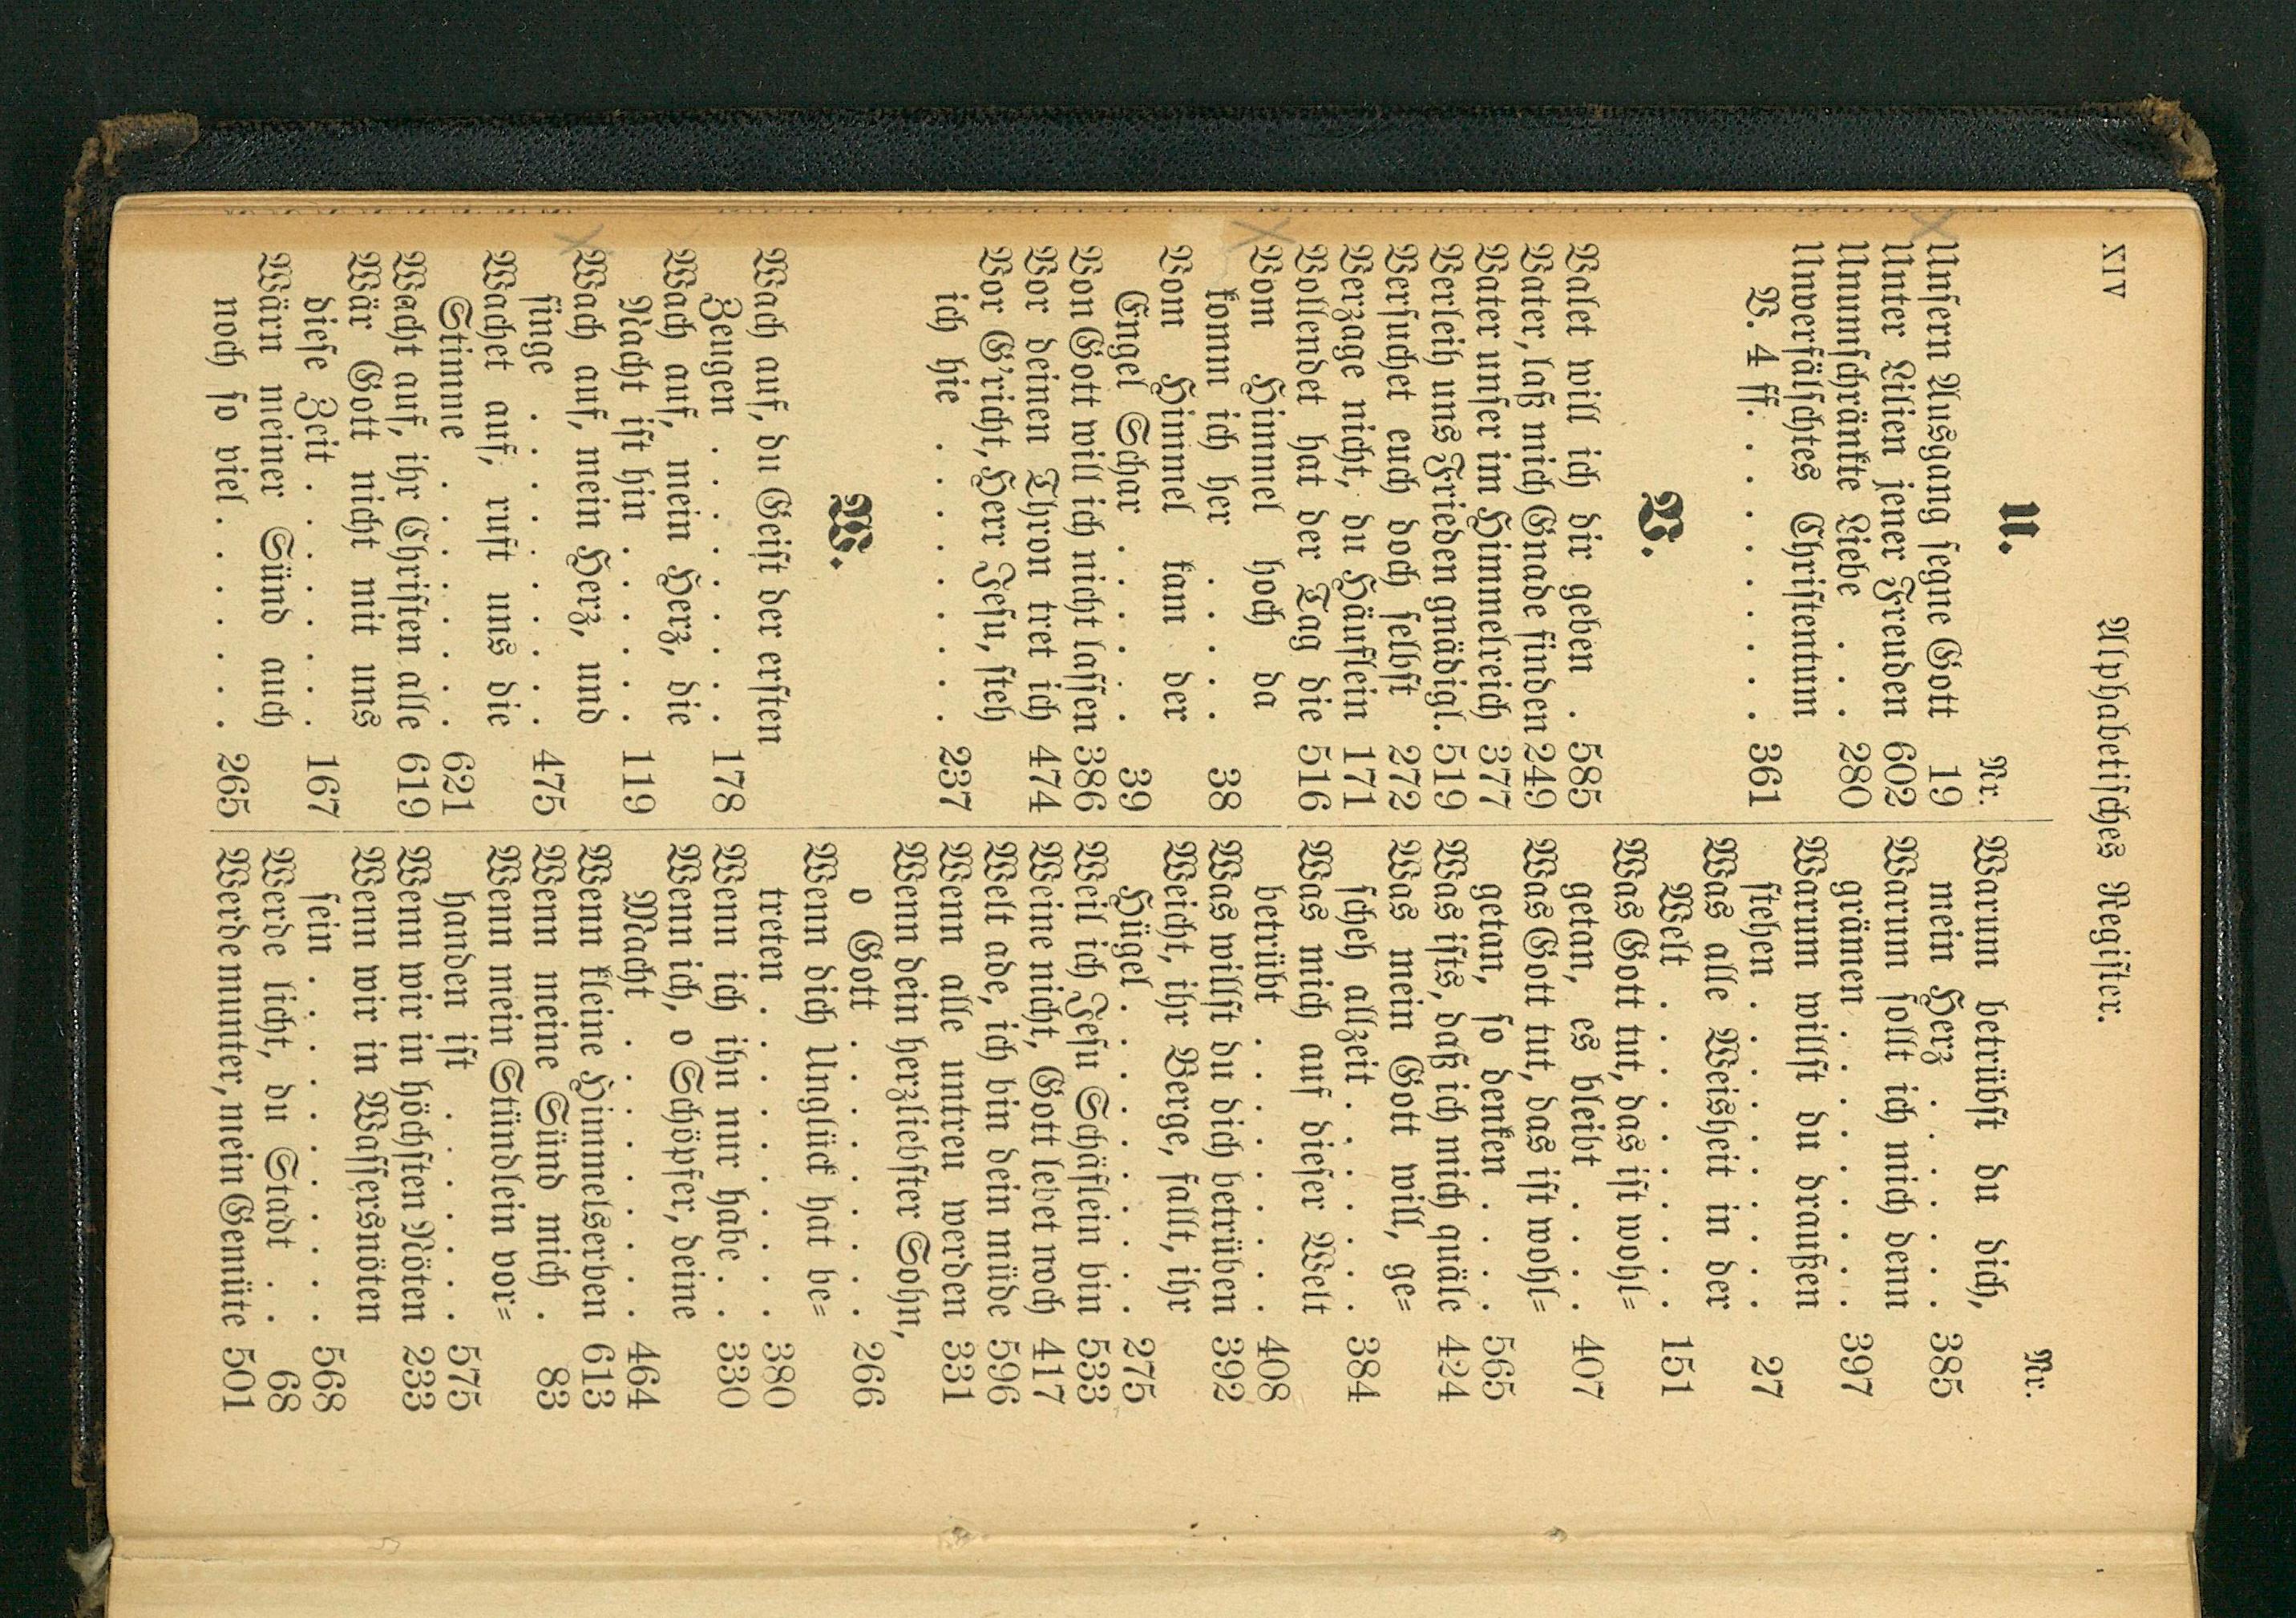 XIV
Alphabetisches Register.
U.
Nr.
Unsern Ausgang segne Gott 19
Unter Lilien jener Freuden 602
Unumschränkte Liebe . . . 280
Unverfälschtes Christentum
V. 4 ff. . . . . . . . . . 361
V.
Valet will ich dir geben . 585
Vater, laß mich Gnade finden 249
Vater unser im Himmelreich 377
Verleih uns Frieden gnädigl. 519
Versuchet euch doch selbst 272
Verzage nicht, du Häuflein 171
Vollendet hat der Tag die 516
Vom Himmel hoch da
komm ich her . . . . 38
Vom Himmel kam der
Engel Schar . . . . . 39
Von Gott will ich nicht lassen 386
Vor deinen Thron tret ich 474
Vor G'richt, Herr Jesu, steh
ich hie . . . . . . . . 237
W.
Wach auf, du Geist der ersten
Zeugen . . . . . . . 178
Wach auf, mein Herz, die
Nacht ist hin . . . . . 119
Wach auf, mein Herz, und
singe . . . . . . . . 475
Wachet auf, ruft uns die
Stimme . . . . . . . 621
Wacht auf, ihr Christen alle 619
Wär Gott nicht mit uns
diese Zeit . . . . . . 167
Wärn meiner Sünd auch
noch so viel . . . . . . 265
Nr.
Warum betrübst du dich,
mein Herz . . . . . . 385
Warum sollt ich mich denn
grämen . . . . . . . 397
Warum willst du draußen
stehen . . . . . . . . 27
Was alle Weisheit in der
Welt . . . . . . . . 151
Was Gott tut, das ist wohl=
getan, es bleibt . . . . 407
Was Gott tut, das ist wohl=
getan, so denken . . . . 565
Was ists, daß ich mich quäle 424
Was mein Gott will, ge=
scheh allzeit . . . . . . 384
Was mich auf dieser Welt
betrübt . . . . . . . 408
Was willst du dich betrüben 392
Weicht, ihr Berge, fallt, ihr
Hügel . . . . . . . . 275
Weil ich Jesu Schäflein bin 533
Weine nicht, Gott lebet noch 417
Welt ade, ich bin dein müde 596
Wenn alle untreu werden 331
Wenn dein herzliebster Sohn,
o Gott . . . . . . . 266
Wenn dich Unglück hat be=
treten . . . . . . . . 380
Wenn ich ihn nur habe . . 330
Wenn ich, o Schöpfer, deine
Macht . . . . . . . . 464
Wenn kleine Himmelserben 613
Wenn meine Sünd mich . 83
Wenn mein Stündlein vor=
handen ist . . . . . . 575
Wenn wir in höchsten Nöten 233
Wenn wir in Wassersnöten
sein . . . . . . . . . 568
Werde licht, du Stadt . . 68
Werde munter, mein Gemüte 501